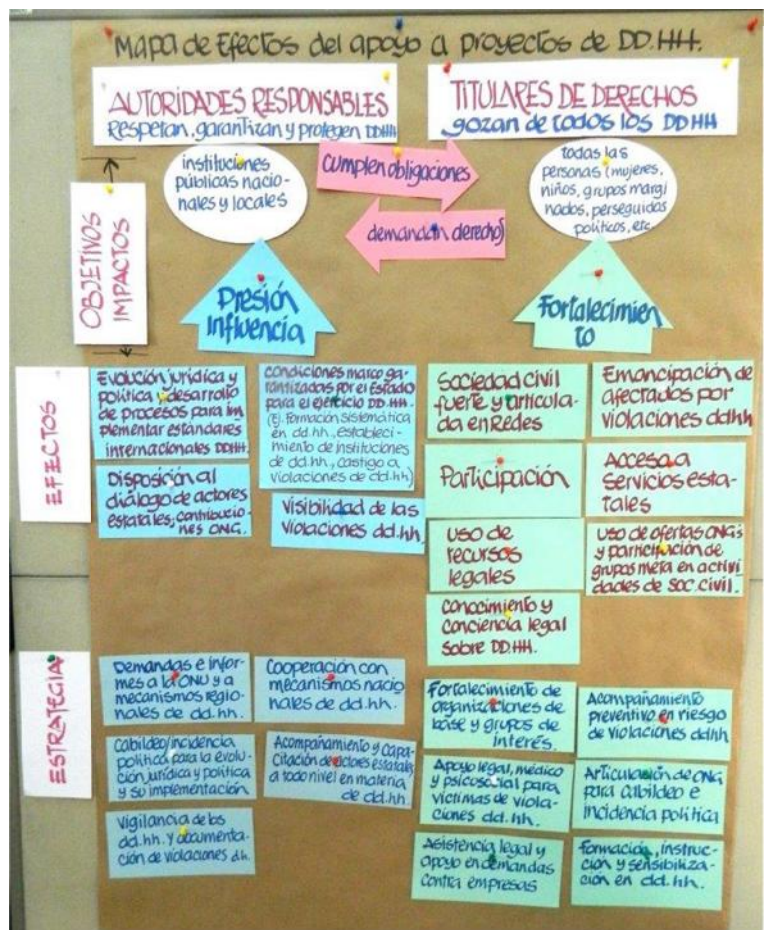 Mapa de Efectos del apoyo a proyectos de DD.HH.
AUTORIDADES RESPONSABLES
Respetan, garantizan y protegen DDHH
TITULARES DE DERECHOS
gozan de todos los DDHH
OBJETIVOS
IMPACTOS
instituciones
públicas nacio-
nales y locales
cumplen obligaciones
demandan derechos
todas las
personas (mujeres,
niños, grupos margi
nados, perseguidos
políticos, etc
Presión
Influencia
Fortalecimien
to
EFECTOS
Evolución jurídica y
política y desarrollo
de procesos para im
plementar estándares
internacionales DDHH.
Disposición al
diálogo de actores
estatales; contribucio-
nes ONG.
condiciones marco ga-
rantizadas por el Estado
para el ejercicio DD.HH.
(Ej. Formación sistemática
en dd.hh., estableci-
miento de instituciones
de dd.hh, castigo a
violaciones de dd.hh)
Visibilidad de las
violaciones dd.hh.
Sociedad civil
fuerte y articula-
da en Redes
Emancipación de
afectados por
violaciones ddhh
Participación
Acceso a
Servicios esta-
tales
uso de
recursos
legales
uso de ofertas ONG's
y participación de
grupos meta en activi
dades de Soc.civil.
conocimiento y
conciencia legal
sobre DD.HH.
ESTRATEGIA
Demandas e infor-
mes a la ONU y a
mecanismos regio-
nales de dd.hh.
Cooperación con
mecanismos nacio
nales de dd.hh.
Cabildeo/incidencia
política para la evolu-
ción jurídica y política
y su implementación.
Acompañamiento y capa-
citación de actores estatales
a todo nivel en materia
de dd.hh.
Vigilancia de los
dd.hh. y documenta-
ción de violaciones dh.
Fortalecimiento de
organizaciones de
base y grupos de
interés.
Acompañamiento
preventivo en riesgo
de violaciones ddhh
Apoyo legal, médico
y psicosocial para
víctimas de viola-
ciones dd.hh.
Articulación de ONG
para cabildeo e
incidencia política
Asistencia legal y
apoyo en demandas
contra empresas
Formación, instruc-
ción y sensibiliza-
ción en dd.hh.